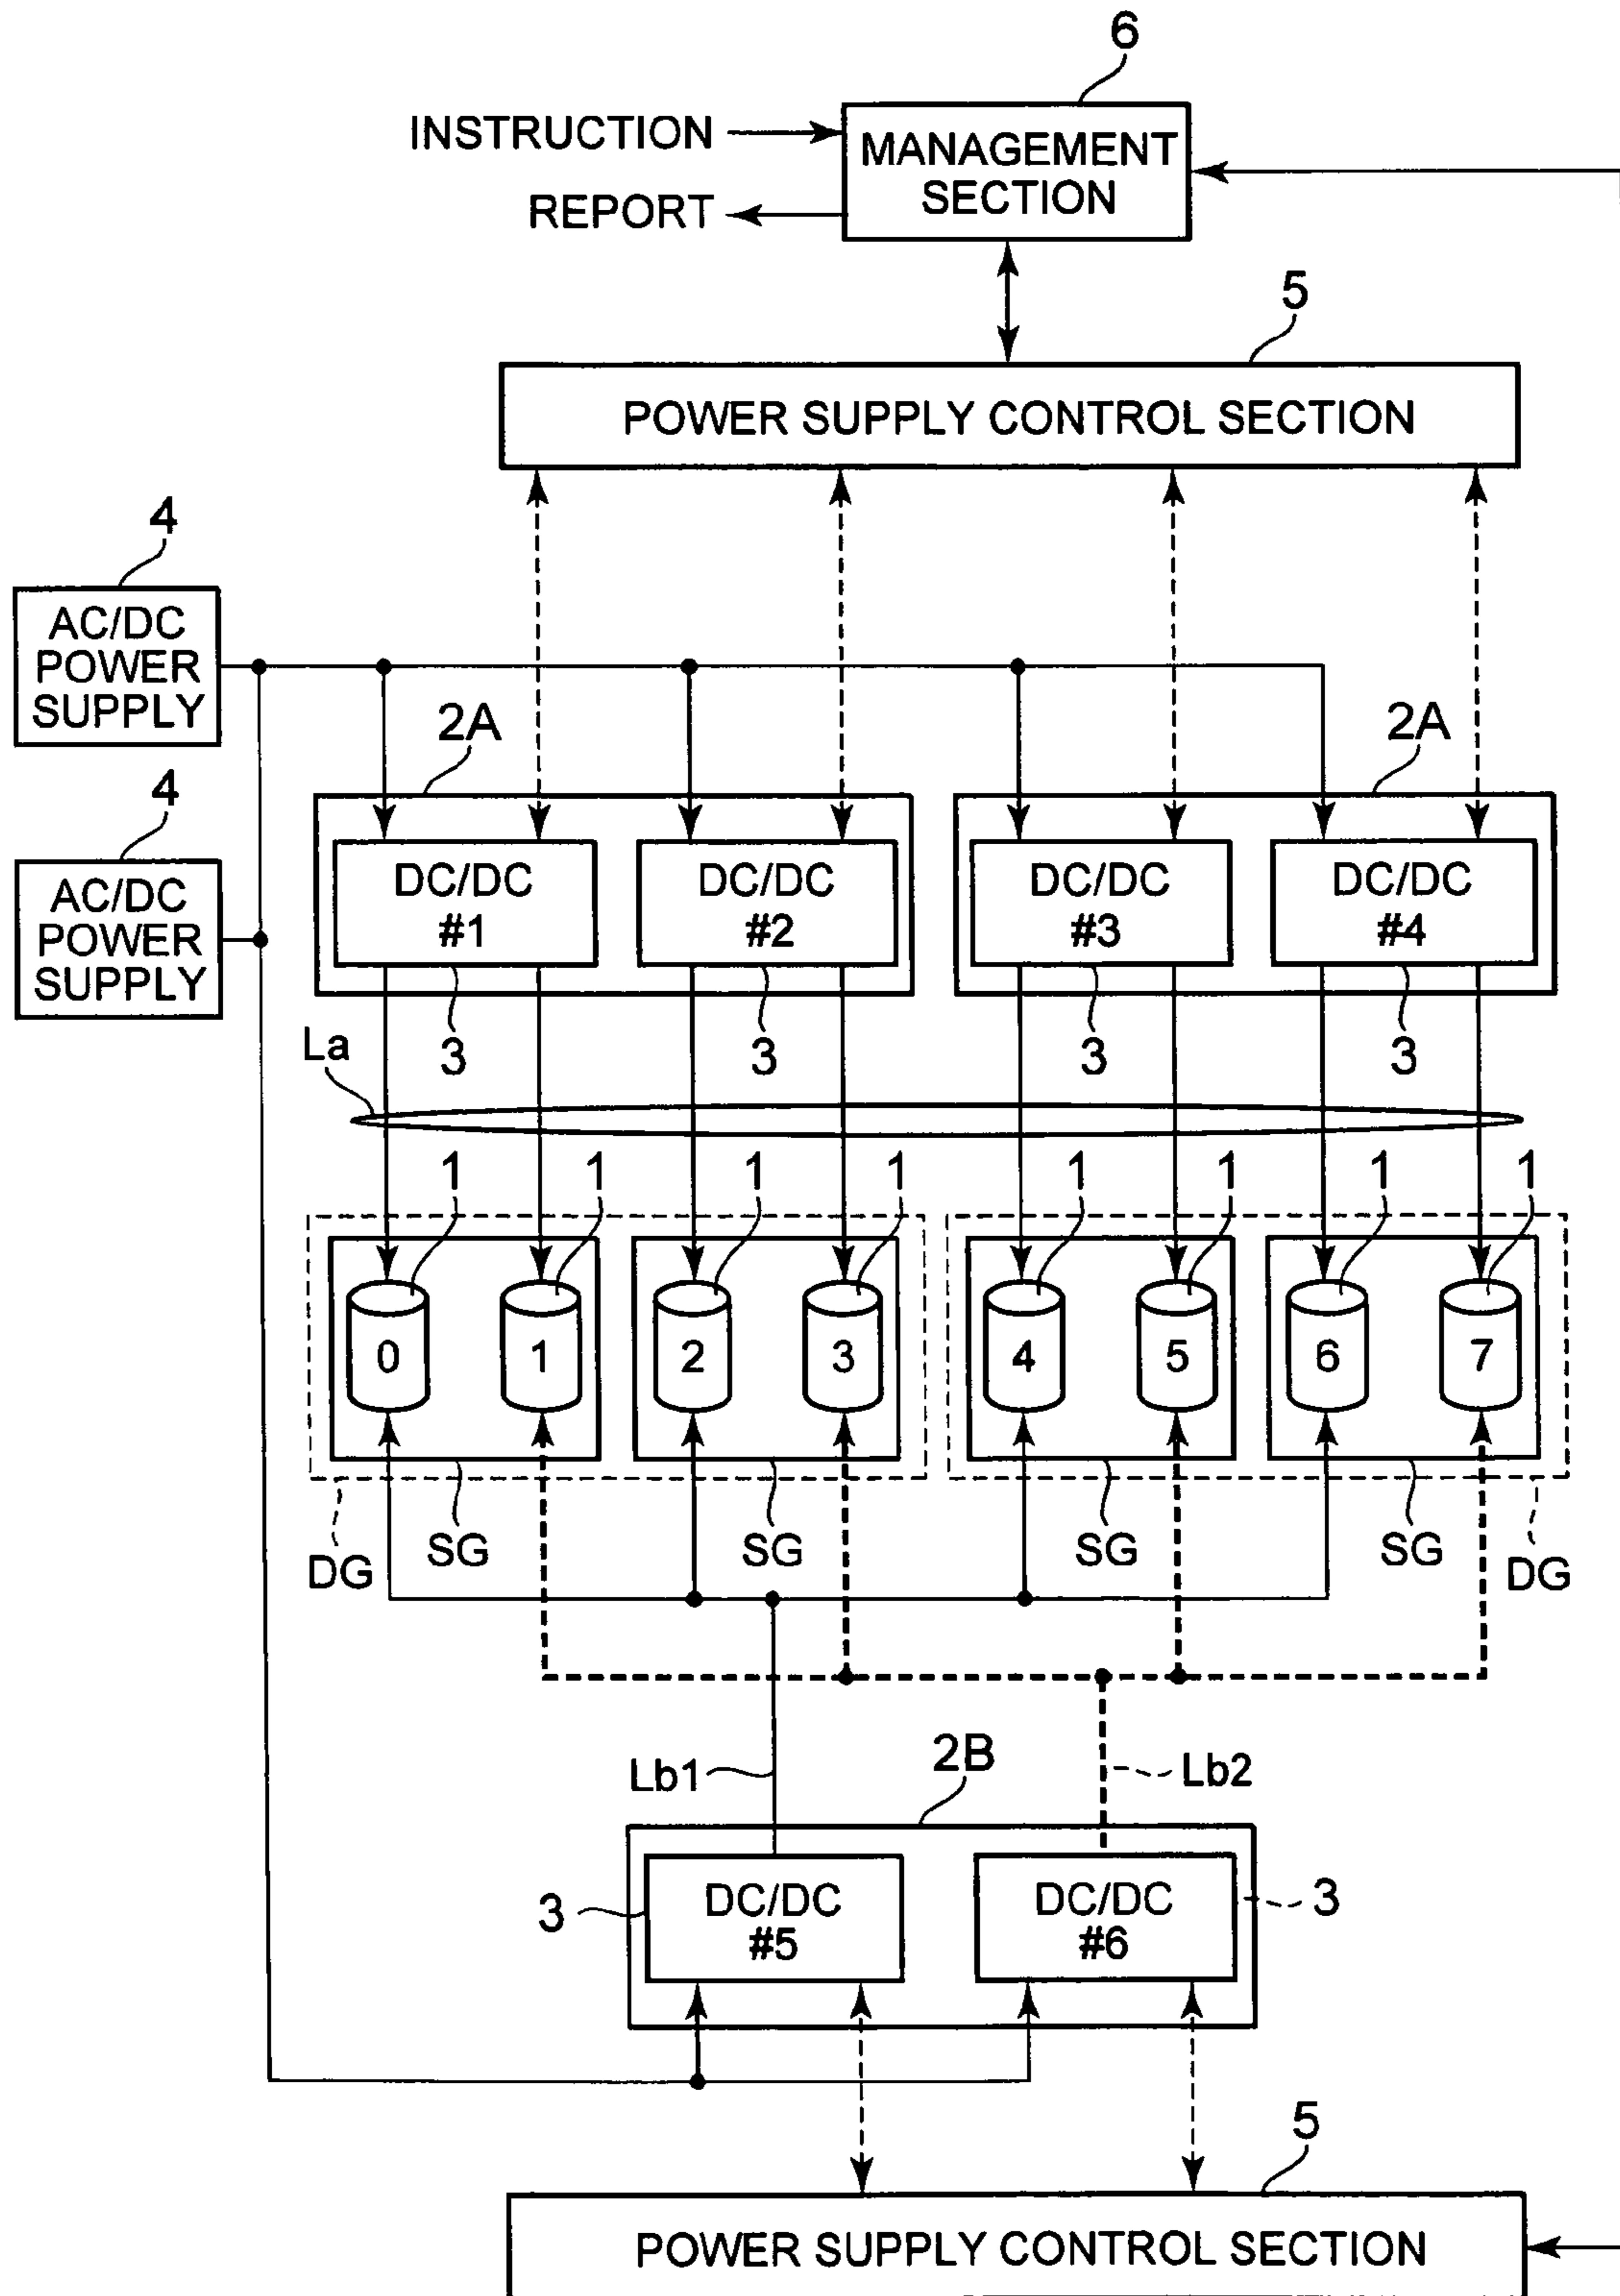 6
INSTRUCTION
REPORT
MANAGEMENT
SECTION
5
POWER SUPPLY CONTROL SECTION
4
AC/DC
POWER
SUPPLY
2A
2A
4
AC/DC
POWER
SUPPLY
DC/DC
#1
DC/DC
#2
DC/DC
#3
DC/DC
#4
3
3
3
3
La
1
1
1
1
1
1
1
1
0
1
2
3
4
5
6
7
DG
SG
SG
SG
SG
DG
Lb1
2B
Lb2
3
DC/DC
#5
DC/DC
#6
3
5
POWER SUPPLY CONTROL SECTION